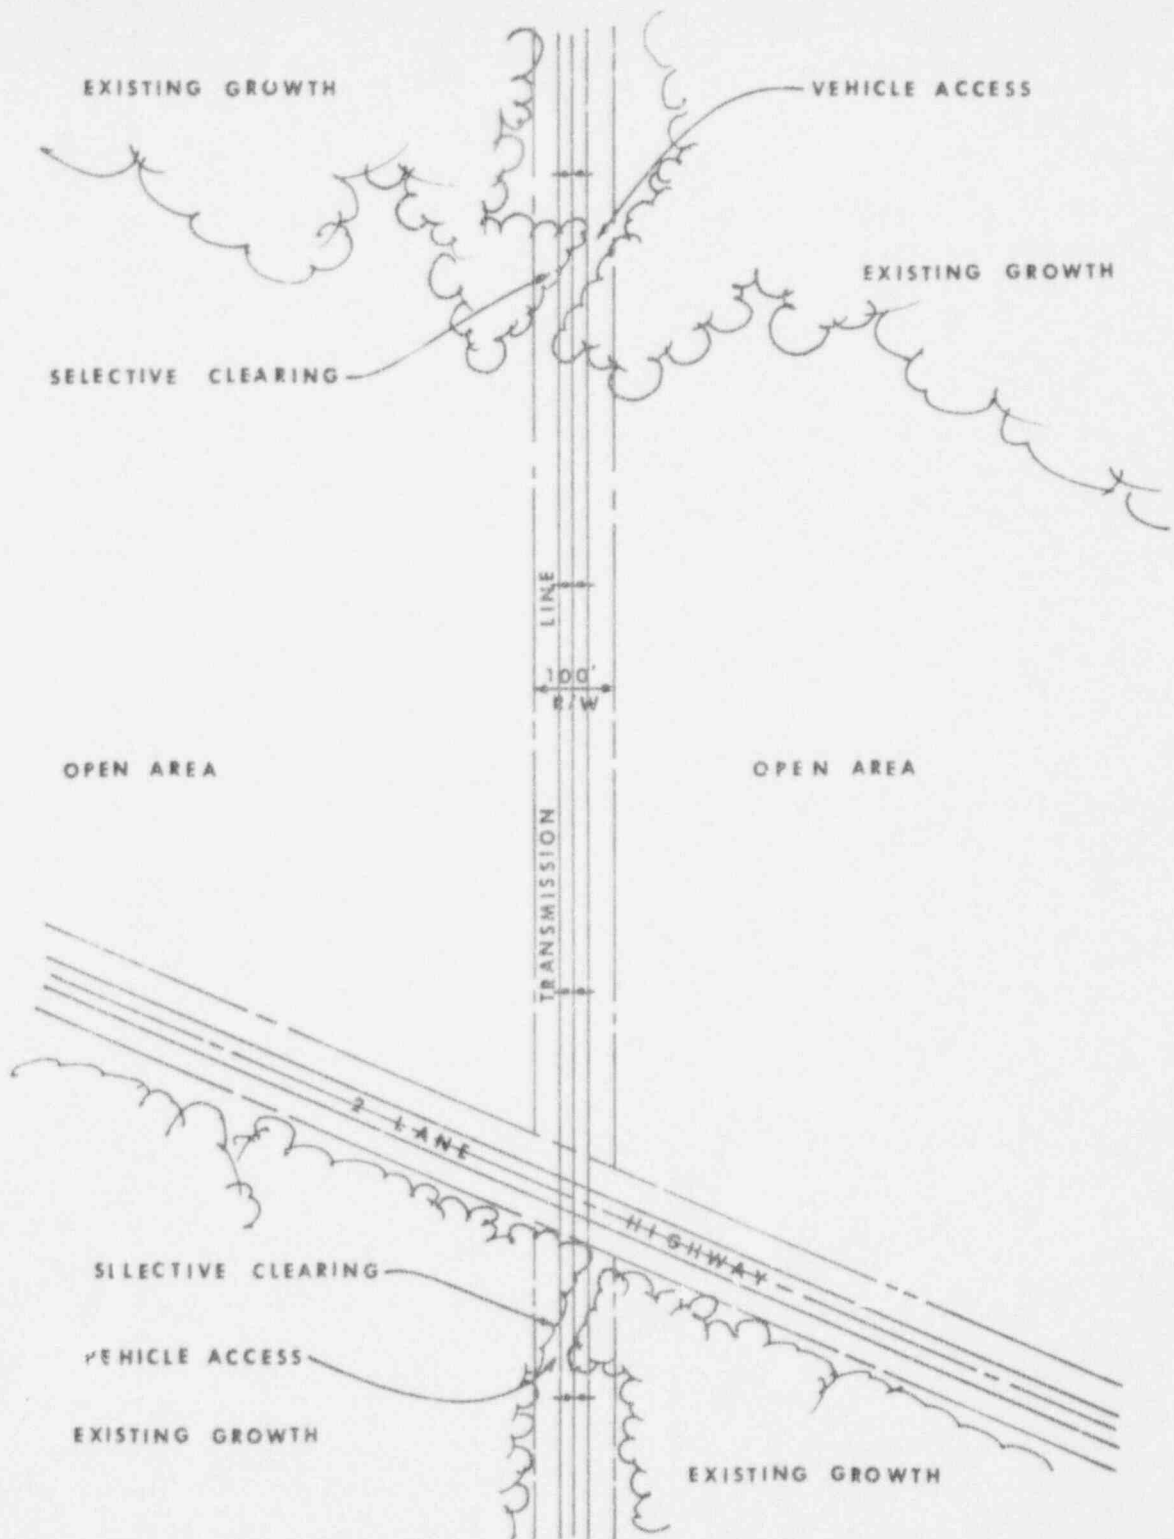 EXISTING GROWTH
VEHICLE ACCESS
EXISTING GROWTH
SELECTIVE CLEARING
LINE
100'
R/W
OPEN AREA
OPEN AREA
TRANSMISSION
2 LANE
HIGHWAY
SELECTIVE CLEARING
VEHICLE ACCESS
EXISTING GROWTH
EXISTING GROWTH